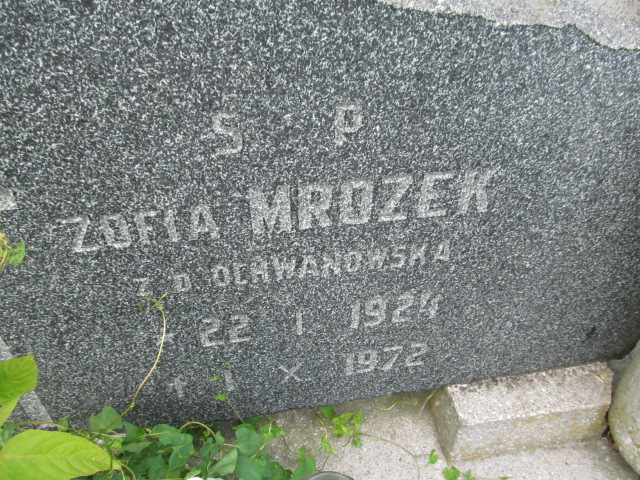 S P
ZOFIA MROZEK
Z D OCHWANOWSKA
* 22 I 1924
† 1 X 1972